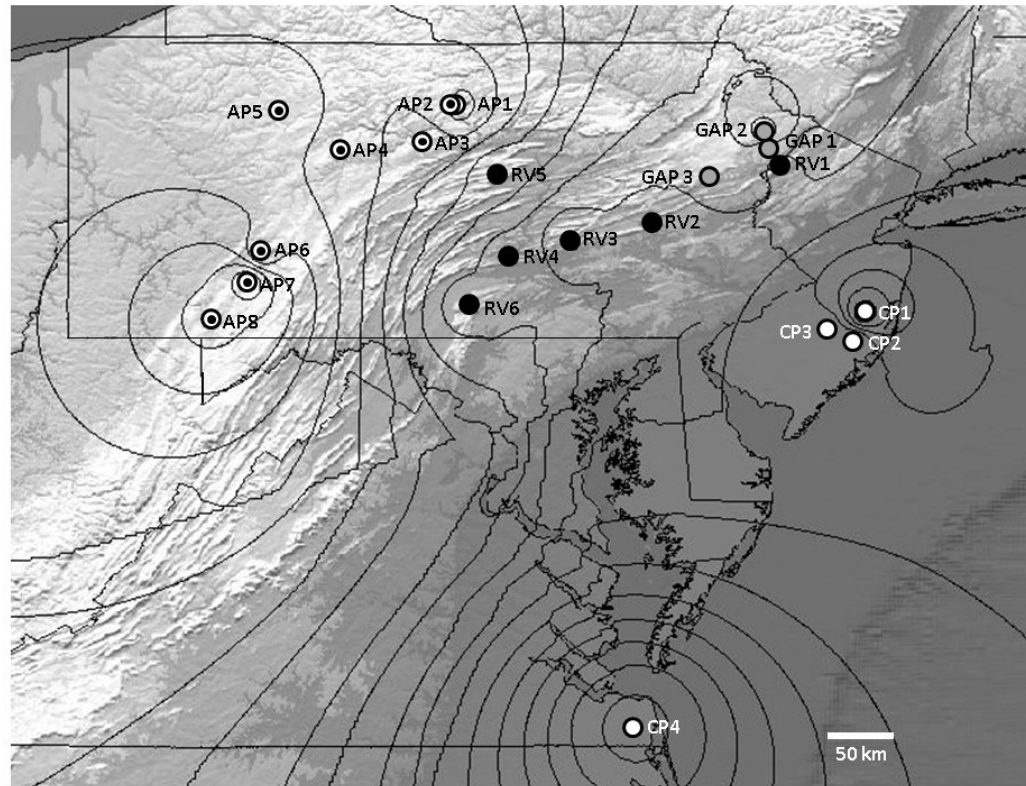 AP2 AP1
AP5
AP3
AP4
GAP 2
GAP 1
RV1
RV5
GAP 3
RV2
RV3
AP6
RV4
AP7
RV6
AP8
CP1
CP3
CP2
CP4
50 km